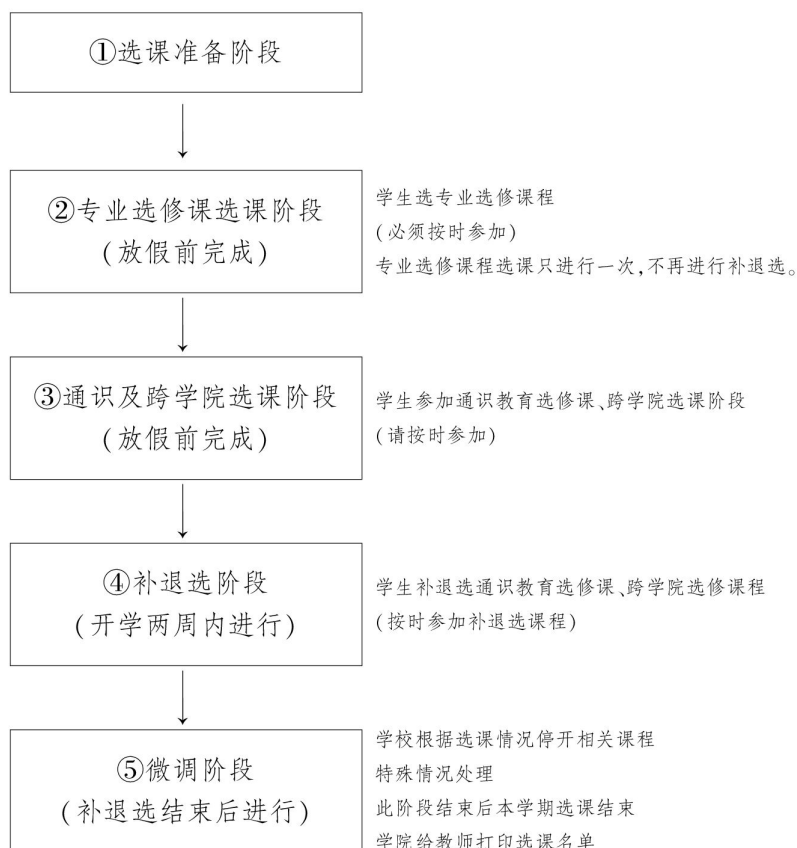 ①选课准备阶段
②专业选修课选课阶段
(放假前完成)
学生选专业选修课程
(必须按时参加)
专业选修课程选课只进行一次,不再进行补退选。
③通识及跨学院选课阶段
(放假前完成)
学生参加通识教育选修课、跨学院选课阶段
(请按时参加)
④补退选阶段
(开学两周内进行)
学生补退选通识教育选修课、跨学院选修课程
(按时参加补退选课程)
⑤微调阶段
(补退选结束后进行)
学校根据选课情况停开相关课程
特殊情况处理
此阶段结束后本学期选课结束
学院给教师打印选课名单